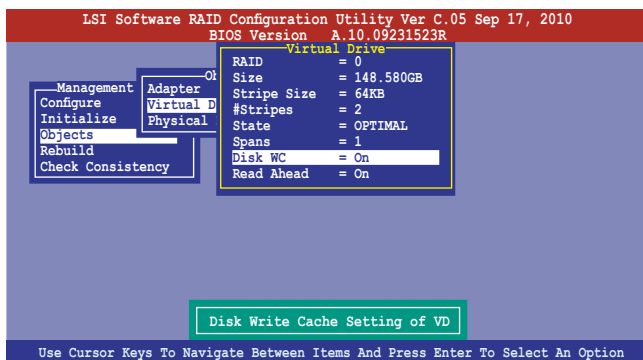 LSI Software RAID Configuration Utility Ver C.05 Sep 17, 2010
BIOS Version A.10.09231523R
Management
Configure
Initialize
Objects
Rebuild
Check Consistency
Ob
Adapter
Virtual D
Physical
Virtual Drive
RAID = 0
Size = 148.580GB
Stripe Size = 64KB
#Stripes = 2
State = OPTIMAL
Spans = 1
Disk WC = On
Read Ahead = On
Disk Write Cache Setting of VD
Use Cursor Keys To Navigate Between Items And Press Enter To Select An Option